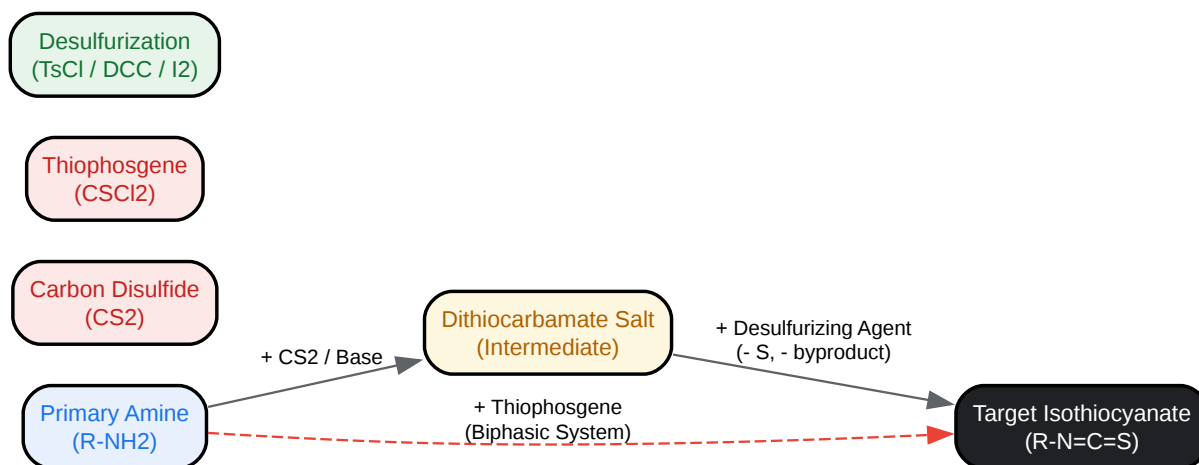 Desulfurization
(TsCl / DCC / I2)
Thiophosgene
(CSCl2)
Carbon Disulfide
(CS2)
Dithiocarbamate Salt
(Intermediate)
+ Desulfurizing Agent
(- S, - byproduct)
+ CS2 / Base
Primary Amine
(R-NH2)
+ Thiophosgene
(Biphasic System)
Target Isothiocyanate
(R-N=C=S)